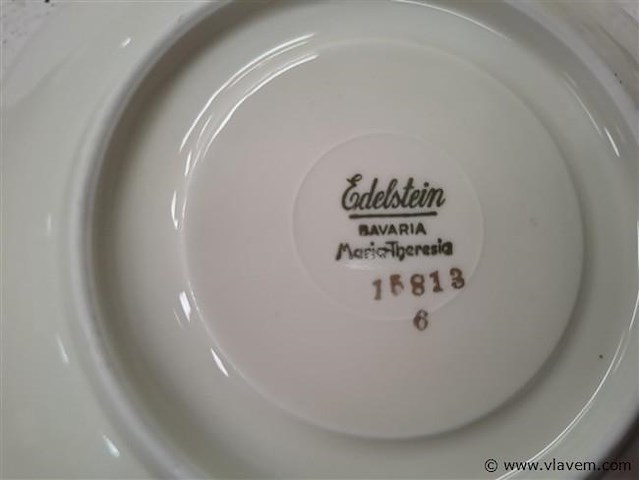 Edelstein
BAVARIA
Maria-Theresia
15813
6
© www.vlavem.com